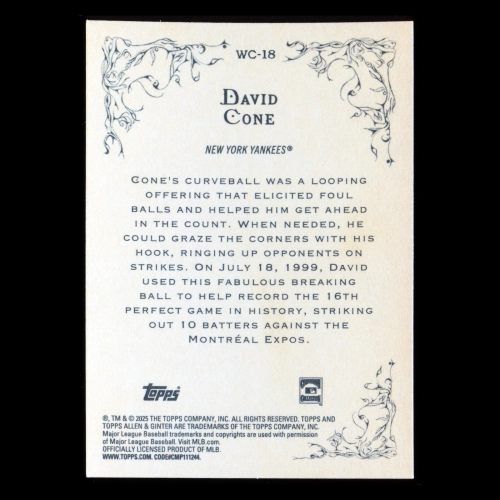 WC-18
David
Cone
NEW YORK YANKEES®
Cone's curveball was a looping
offering that elicited foul
balls and helped him get ahead
in the count. When needed, he
could graze the corners with his
hook, ringing up opponents on
strikes. On July 18, 1999, David
used this fabulous breaking
ball to help record the 16th
perfect game in history, striking
out 10 batters against the
Montréal Expos.
Topps
®, TM & © 2025 THE TOPPS COMPANY, INC. ALL RIGHTS RESERVED. TOPPS AND
TOPPS ALLEN & GINTER ARE TRADEMARKS OF THE TOPPS COMPANY, INC.
Major League Baseball trademarks and copyrights are used with permission
of Major League Baseball. Visit MLB.com.
OFFICIALLY LICENSED PRODUCT OF MLB.
WWW.TOPPS.COM. CODE#CMP111244.